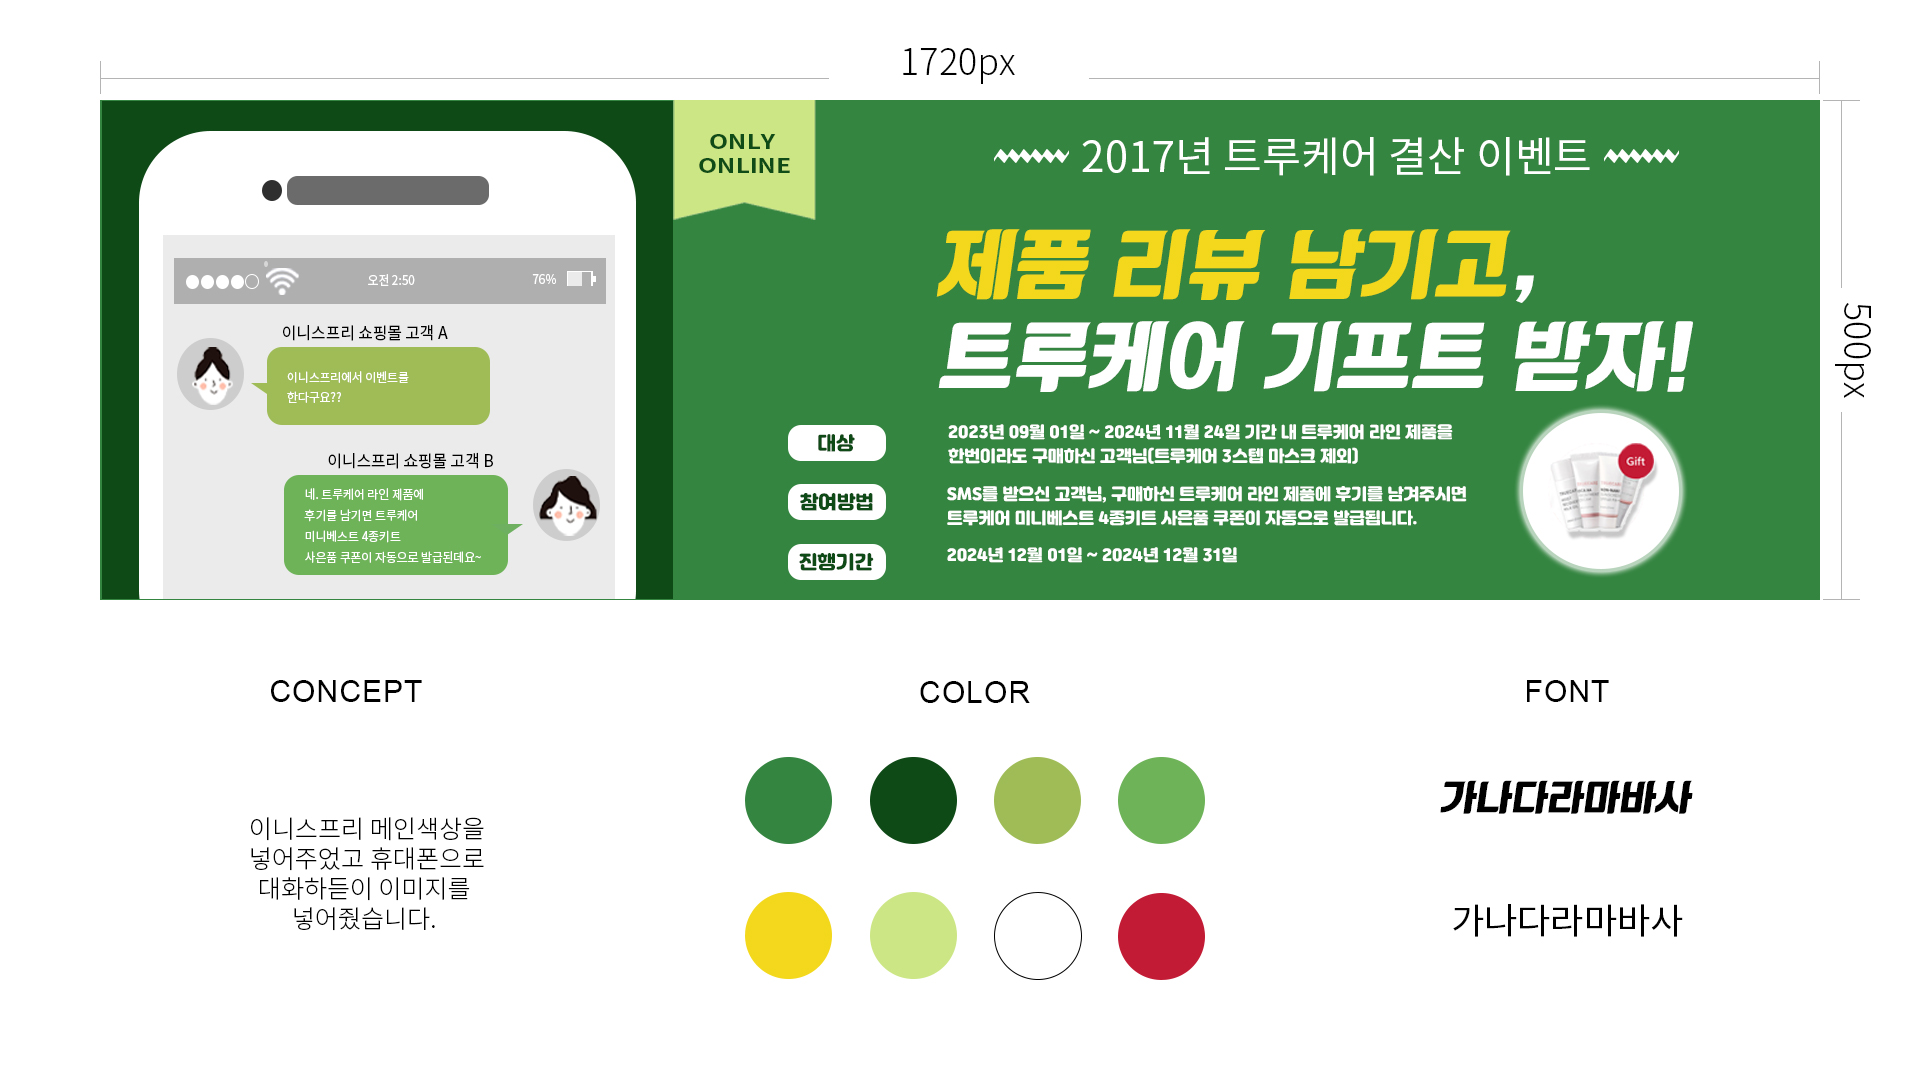 1720px
500px
ONLY
ONLINE
2017년 트루케어 결산 이벤트
제품 리뷰 남기고,
트루케어 기프트 받자!
오전 2:50
76%
이니스프리 쇼핑몰 고객 A
이니스프리에서 이벤트를
한다구요??
이니스프리 쇼핑몰 고객 B
네. 트루케어 라인 제품에
후기를 남기면 트루케어
미니베스트 4종키트
사은품 쿠폰이 자동으로 발급된데요~
대상
2023년 09월 01일 ~ 2024년 11월 24일 기간 내 트루케어 라인 제품을
한번이라도 구매하신 고객님(트루케어 3스텝 마스크 제외)
참여방법
SMS를 받으신 고객님, 구매하신 트루케어 라인 제품에 후기를 남겨주시면
트루케어 미니베스트 4종키트 사은품 쿠폰이 자동으로 발급됩니다.
진행기간
2024년 12월 01일 ~ 2024년 12월 31일
Gift
CONCEPT
이니스프리 메인색상을
넣어주었고 휴대폰으로
대화하듣이 이미지를
넣어줬습니다.
COLOR
FONT
가나다라마바사
가나다라마바사